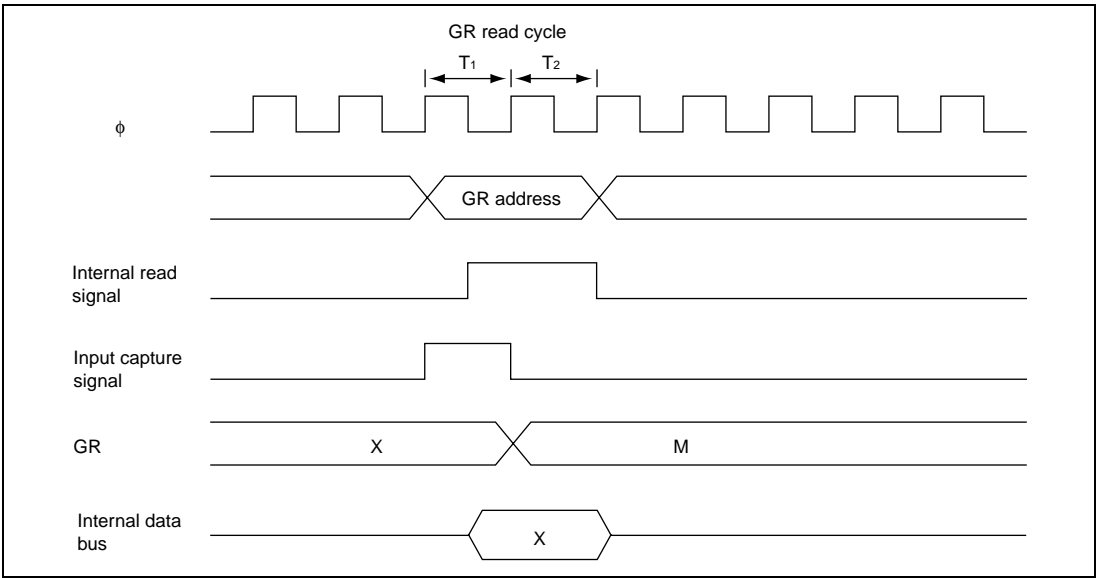 GR read cycle
T1 T2
ϕ
GR address
Internal read
signal
Input capture
signal
GR X M
Internal data
bus
X